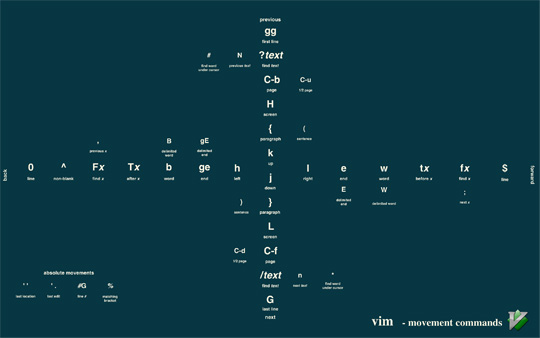 previous
gg
first line
# N ?text
find word under cursor previous text find text
C-b C-u
page 1/2 page
H
screen
{ (
paragraph sentence
,
previous x
B gE
delimited word delimited end
k
up
back
0 ^ Fx Tx b ge h l e w tx fx $
line non-blank find x after x word end left right end word before x find x line
forward
j
down
E W ;
delimited end delimited word next x
) }
sentence paragraph
L
screen
C-d C-f
1/2 page page
/text n *
find text next text find word under cursor
G
last line
next
absolute movements
' ' ' . #G %
last location last edit line # matching bracket
vim - movement commands